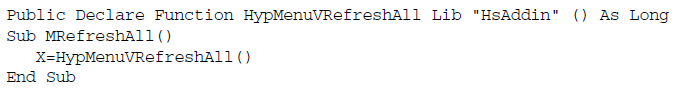 Public Declare Function HypMenuVRefreshAll Lib "HsAddin" () As Long
Sub MRefreshAll()
   X=HypMenuVRefreshAll()
End Sub